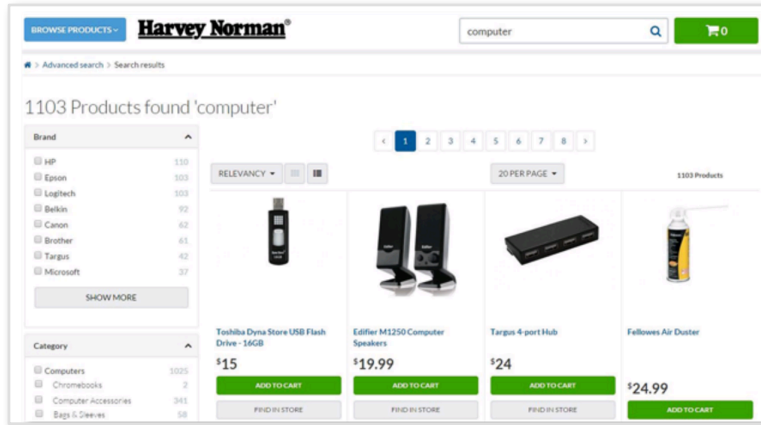 BROWSE PRODUCTS
Harvey Norman®
computer
0
Advanced search > Search results
1103 Products found 'computer'
Brand
HP 110
Epson 103
Logitech 103
Belkin 92
Canon 62
Brother 61
Targus 42
Microsoft 37
SHOW MORE
Category
Computers 1025
Chromebooks 2
Computer Accessories 341
Bags & Sleeves 58
< 1 2 3 4 5 6 7 8 >
RELEVANCY
20 PER PAGE
1103 Products
Toshiba Dyna Store USB Flash
Drive - 16GB
$15
ADD TO CART
FIND IN STORE
Edifier M1250 Computer
Speakers
$19.99
ADD TO CART
FIND IN STORE
Targus 4-port Hub
$24
ADD TO CART
FIND IN STORE
Fellowes Air Duster
$24.99
ADD TO CART